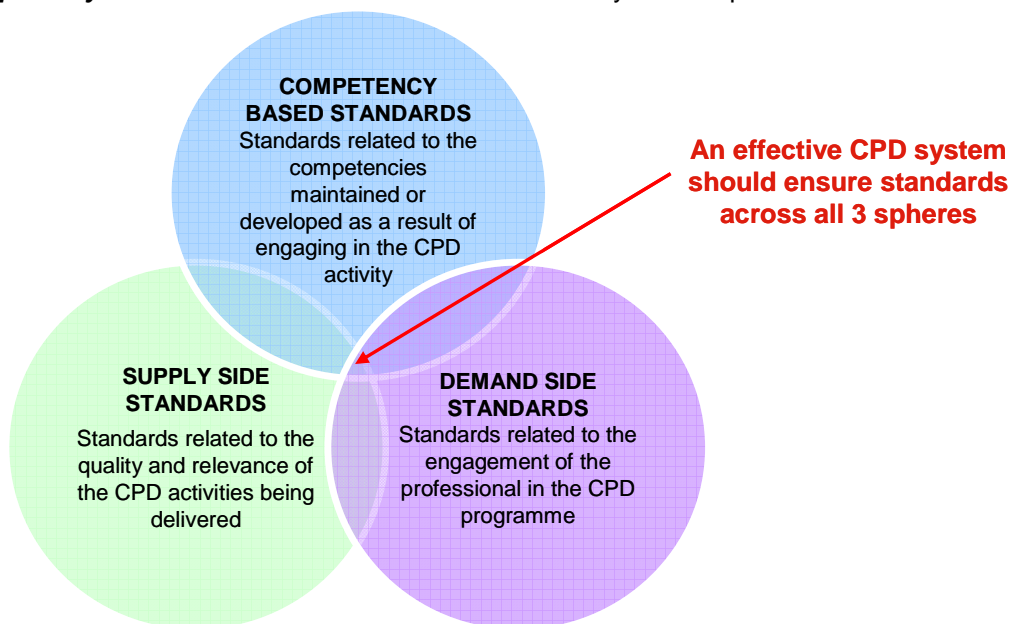 COMPETENCY
BASED STANDARDS
Standards related to the
competencies
maintained or
developed as a result of
engaging in the CPD
activity
An effective CPD system
should ensure standards
across all 3 spheres
SUPPLY SIDE
STANDARDS
Standards related to the
quality and relevance of
the CPD activities being
delivered
DEMAND SIDE
STANDARDS
Standards related to the
engagement of the
professional in the CPD
programme